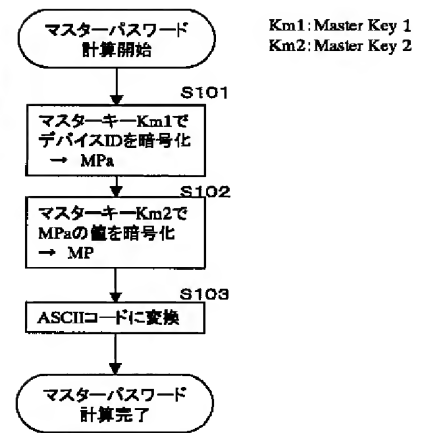 マスターパスワード
計算開始
Km1: Master Key 1
Km2: Master Key 2
S101
マスターキーKm1で
デバイスIDを暗号化
→ MPa
S102
マスターキーKm2で
MPaの値を暗号化
→ MP
S103
ASCIIコードに変換
マスターパスワード
計算完了